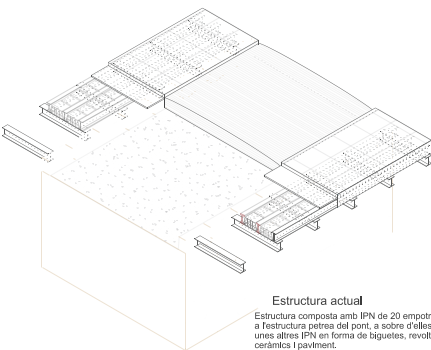 Estructura actual
Estructura composta amb IPN de 20 empotr
a l'estructura petrea del pont, a sobre d'elles
unes altres IPN en forma de biguetes, revolt
ceràmics i paviment.